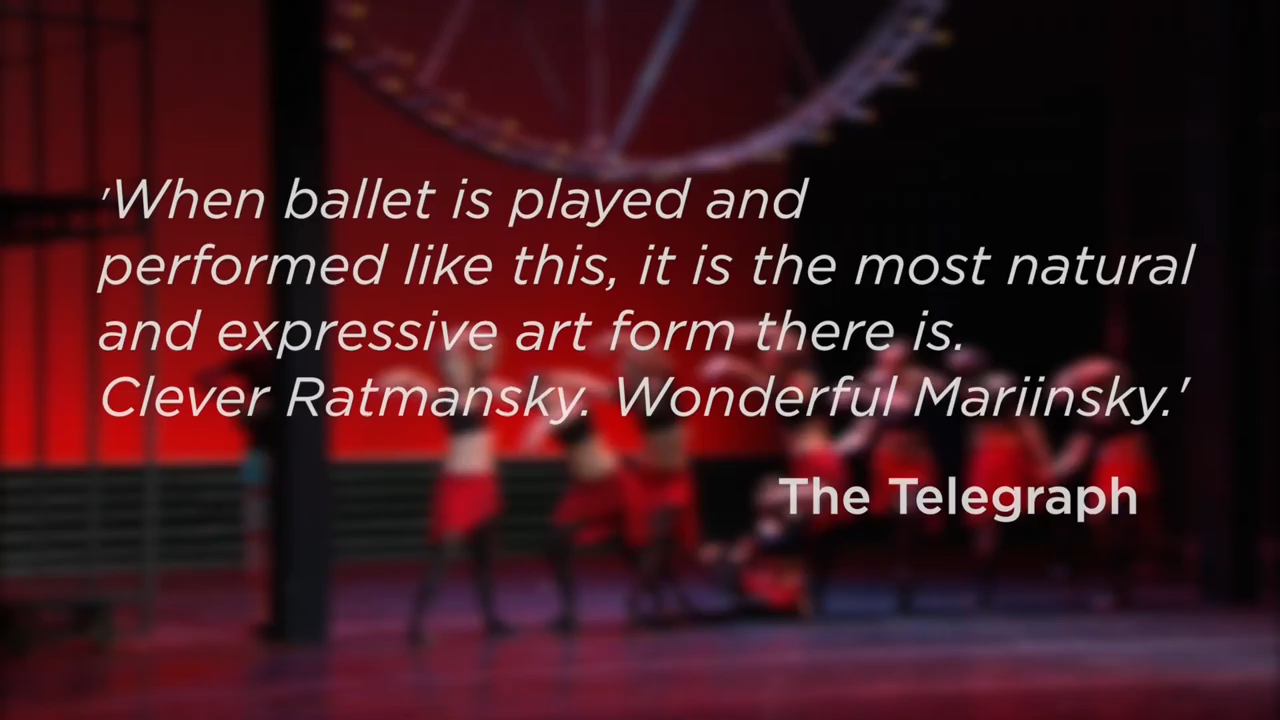 'When ballet is played and
performed like this, it is the most natural
and expressive art form there is.
Clever Ratmansky. Wonderful Mariinsky.'
The Telegraph